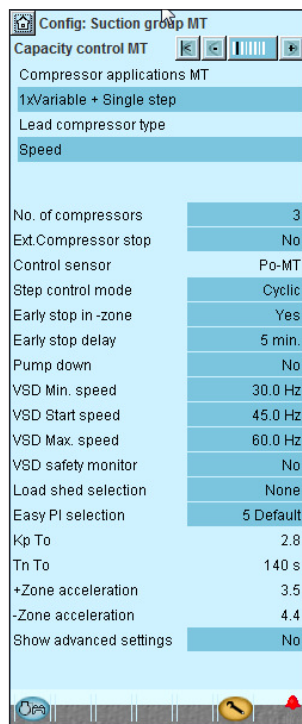 Config: Suction group MT
Capacity control MT
Compressor applications MT
1xVariable + Single step
Lead compressor type
Speed
No. of compressors 3
Ext.Compressor stop No
Control sensor Po-MT
Step control mode Cyclic
Early stop in -zone Yes
Early stop delay 5 min.
Pump down No
VSD Min. speed 30.0 Hz
VSD Start speed 45.0 Hz
VSD Max. speed 60.0 Hz
VSD safety monitor No
Load shed selection None
Easy PI selection 5 Default
Kp To 2.8
Tn To 140 s
+Zone acceleration 3.5
-Zone acceleration 4.4
Show advanced settings No